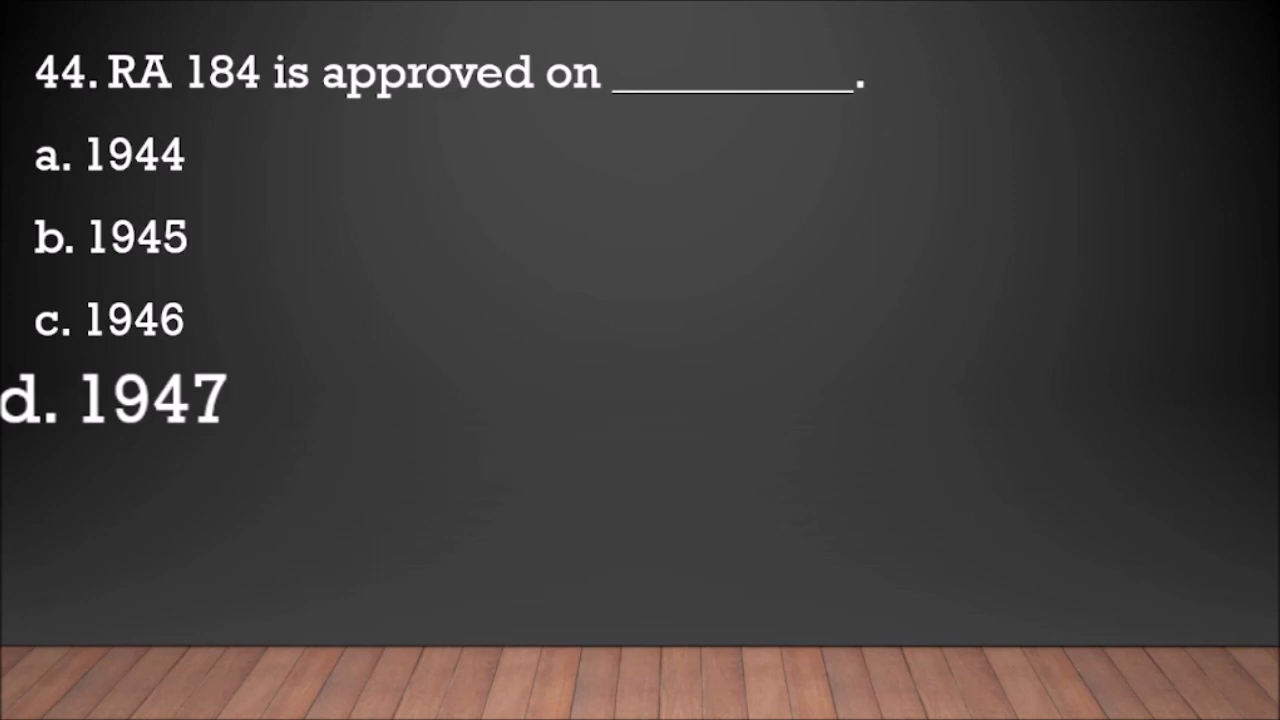 44. RA 184 is approved on ___________.
a. 1944
b. 1945
c. 1946
d. 1947